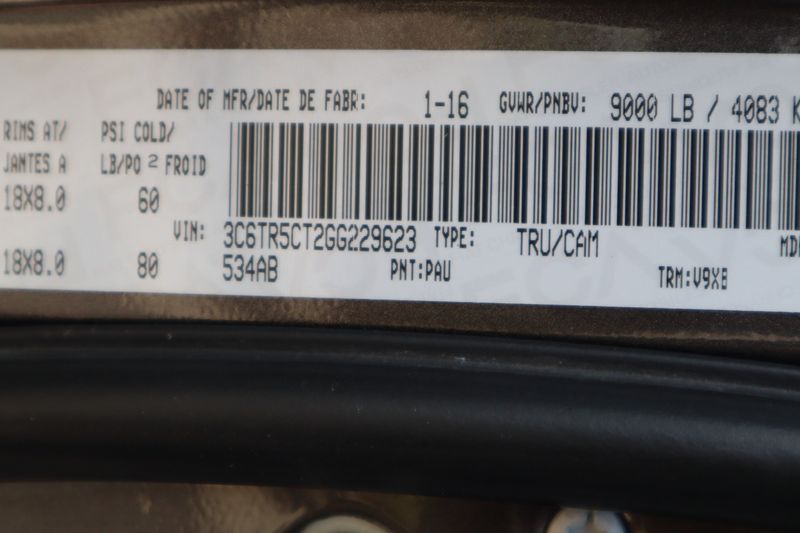 DATE OF MFR/DATE DE FABR: 1-16 GVWR/PNBV: 9000 LB / 4083 K
RIMS AT/ PSI COLD/
JANTES A LB/PO 2 FROID
18X8.0 60
VIN: 3C6TR5CT2GG229623 TYPE: TRU/CAM MD
18X8.0 80 534AB PNT:PAU TRM:V9X8